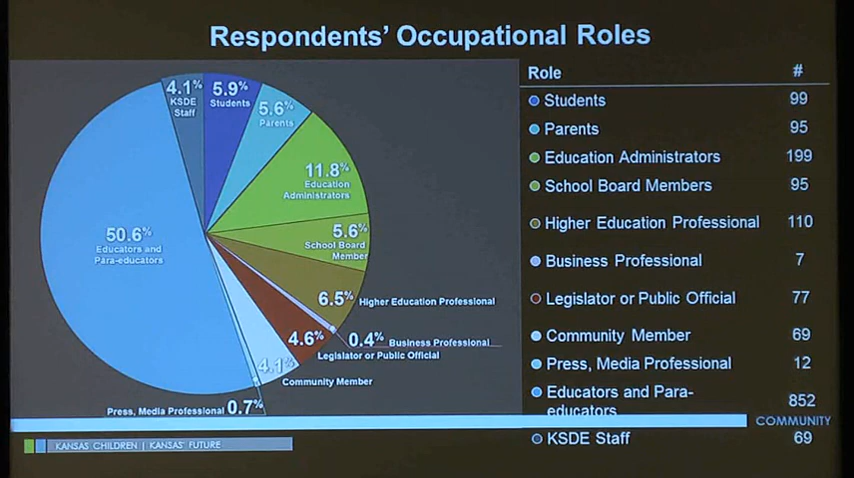 Respondents' Occupational Roles
4.1%
KSDE
Staff
5.9%
Students
5.6%
Parents
11.8%
Education
Administrators
5.6%
School Board
Member
50.6%
Educators and
Para-educators
6.5% Higher Education Professional
0.4% Business Professional
4.6%
Legislator or Public Official
4.1%
Community Member
Press, Media Professional 0.7%
Role #
Students 99
Parents 95
Education Administrators 199
School Board Members 95
Higher Education Professional 110
Business Professional 7
Legislator or Public Official 77
Community Member 69
Press, Media Professional 12
Educators and Para-
educators 852
KSDE Staff 69
COMMUNITY
KANSAS CHILDREN | KANSAS' FUTURE